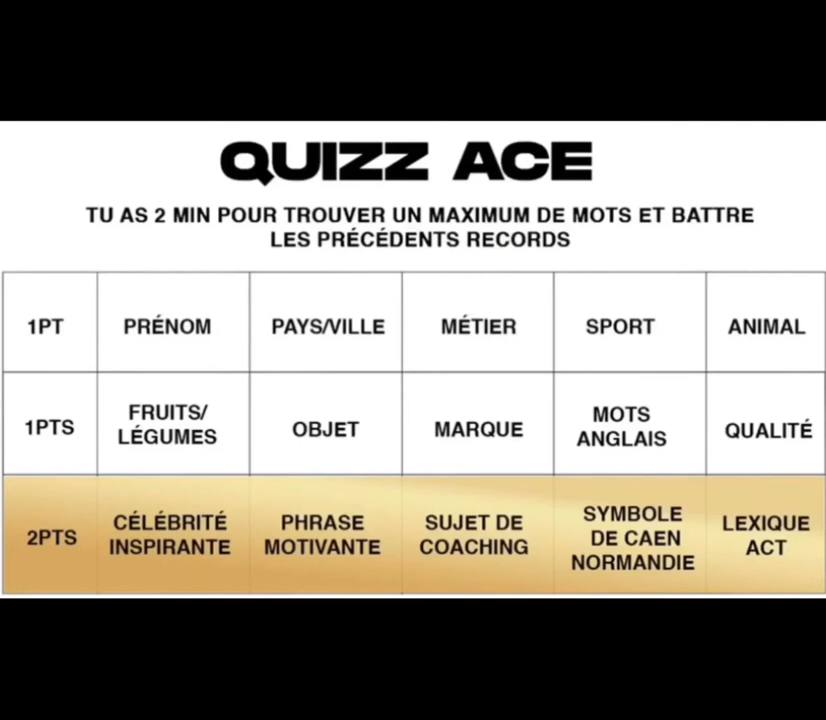 QUIZZ ACE
TU AS 2 MIN POUR TROUVER UN MAXIMUM DE MOTS ET BATTRE
LES PRÉCÉDENTS RECORDS
1PT
PRÉNOM
PAYS/VILLE
MÉTIER
SPORT
ANIMAL
1PTS
FRUITS/
LÉGUMES
OBJET
MARQUE
MOTS
ANGLAIS
QUALITÉ
2PTS
CÉLÉBRITÉ
INSPIRANTE
PHRASE
MOTIVANTE
SUJET DE
COACHING
SYMBOLE
DE CAEN
NORMANDIE
LEXIQUE
ACT